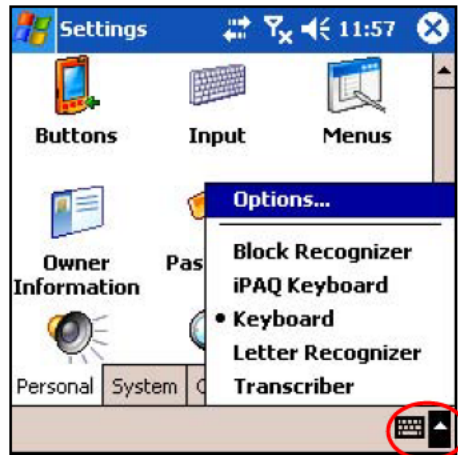 Settings 11:57
Buttons Input Menus
Options...
Owner Information Pas
Block Recognizer
iPAQ Keyboard
Keyboard
Letter Recognizer
Personal System C Transcriber